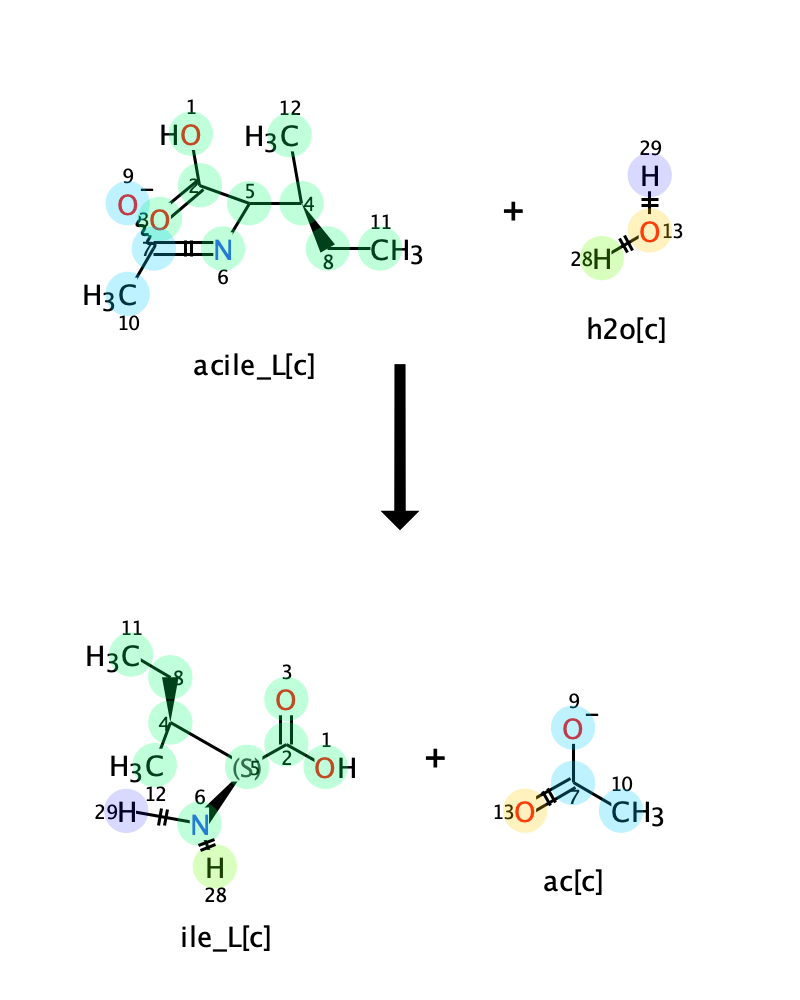 1
12
HO
H3C
9
2
5
O−
3
O
4
11
7
N
8
CH3
6
H3C
10
acile_L[c]
+
29
H
O 13
28 H
h2o[c]
11
H3C
8
3
O
4
2
1
(S)
5
OH
H3C
12
6
29 H
N
H
28
ile_L[c]
+
9
O−
10
7
13 O
CH3
ac[c]